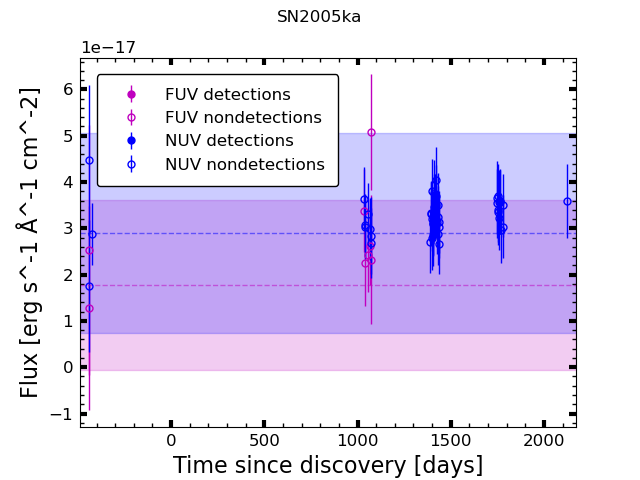 SN2005ka
1e−17
FUV detections
FUV nondetections
NUV detections
NUV nondetections
6
5
4
3
2
1
0
−1
Flux [erg s^-1 Å^-1 cm^-2]
0 500 1000 1500 2000
Time since discovery [days]